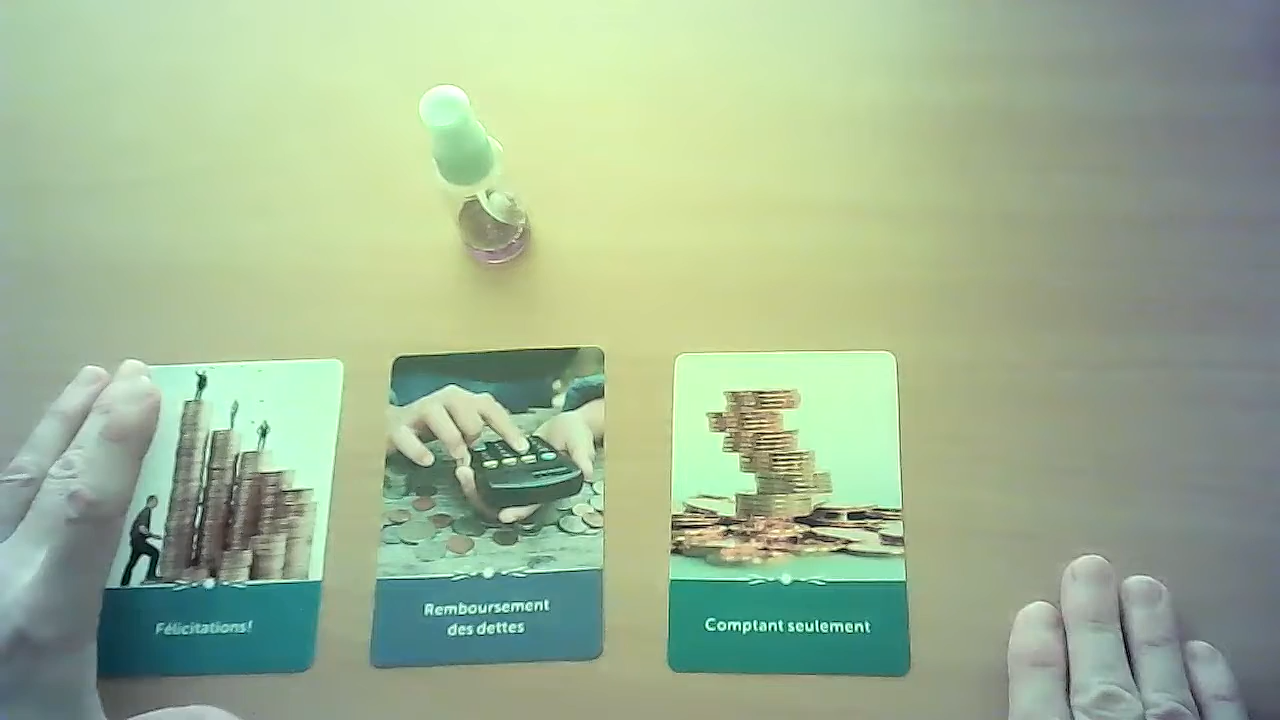 Félicitations!
Remboursement
des dettes
Comptant seulement